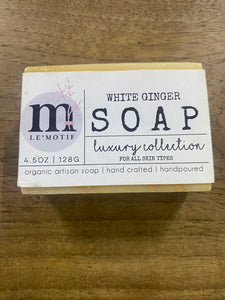 WHITE GINGER
m
LE'MOTIF
SOAP
luxury collection
4.5OZ | 128G
FOR ALL SKIN TYPES
organic artisan soap | hand crafted | handpoured